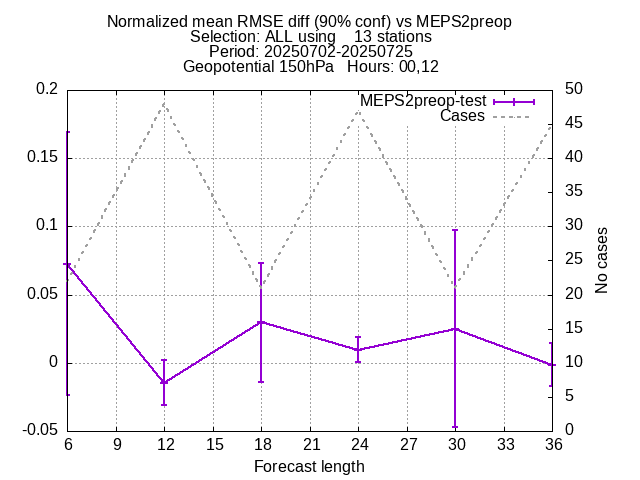 Normalized mean RMSE diff (90% conf) vs MEPS2preop
Selection: ALL using    13 stations
Period: 20250702-20250725
Geopotential 150hPa   Hours: 00,12
MEPS2preop-test
Cases
0.2
0.15
0.1
0.05
0
-0.05
50
45
40
35
30
25
20
15
10
5
0
No cases
6 9 12 15 18 21 24 27 30 33 36
Forecast length